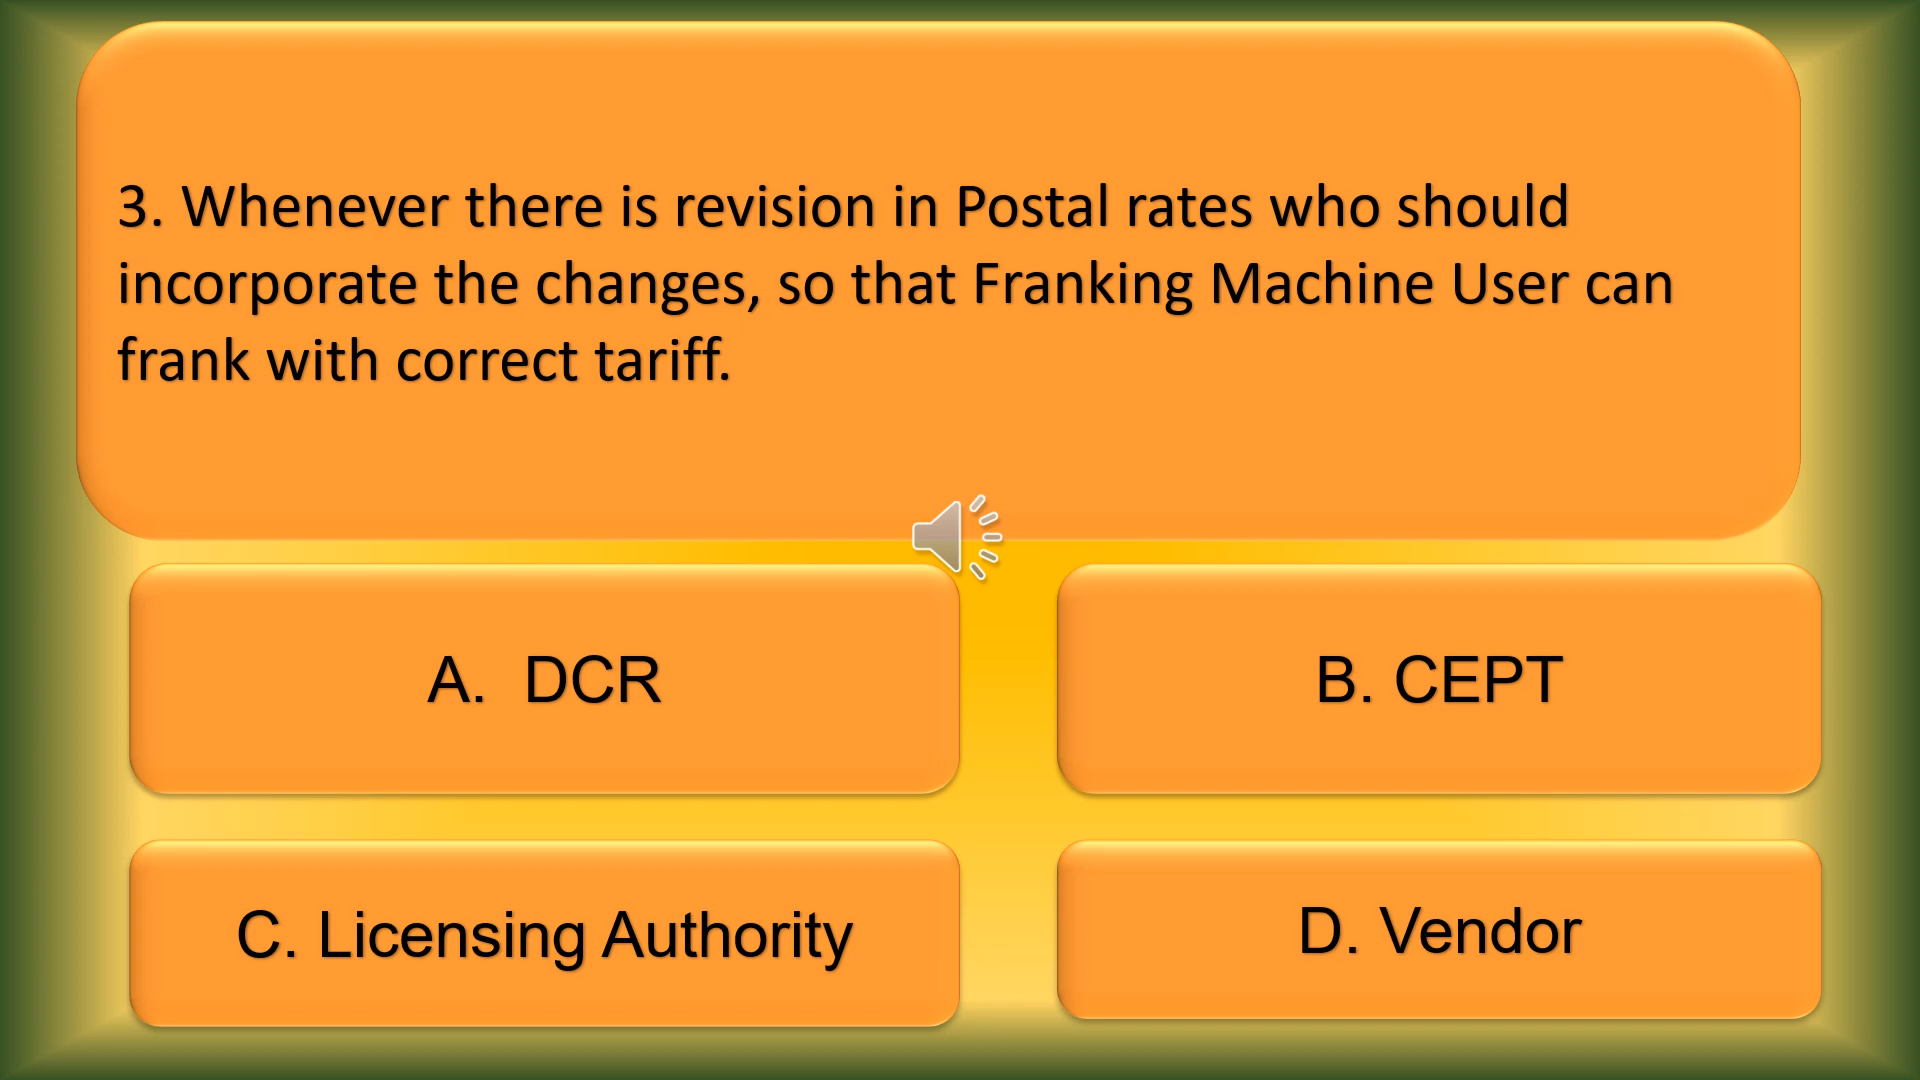 3. Whenever there is revision in Postal rates who should
incorporate the changes, so that Franking Machine User can
frank with correct tariff.
A.  DCR
B. CEPT
C. Licensing Authority
D. Vendor